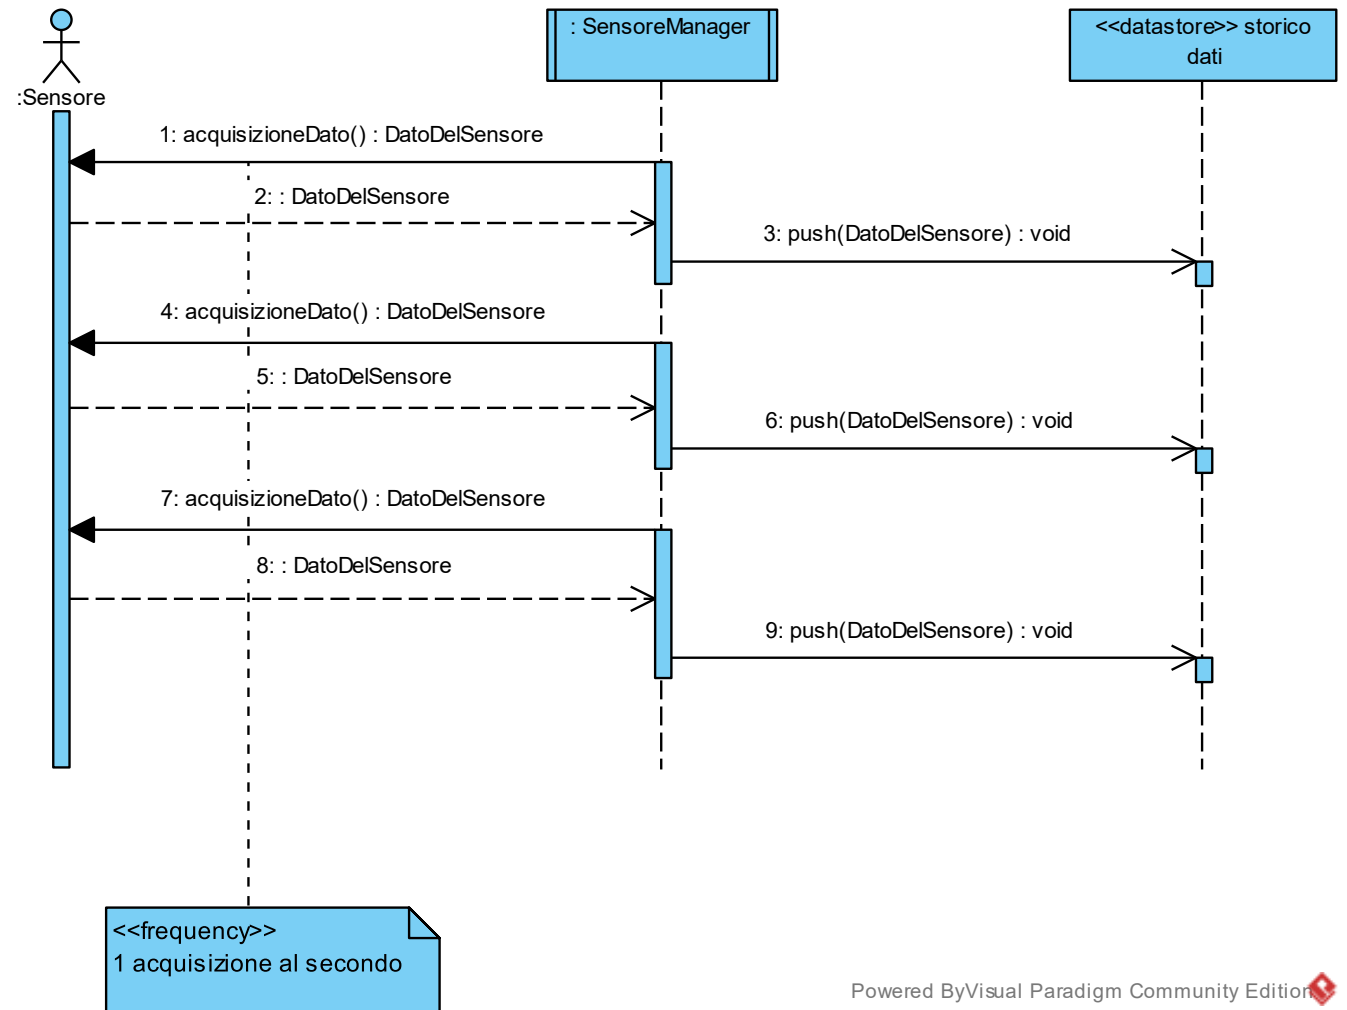 : SensoreManager
<<datastore>> storico
dati
:Sensore
1: acquisizioneDato() : DatoDelSensore
2: : DatoDelSensore
3: push(DatoDelSensore) : void
4: acquisizioneDato() : DatoDelSensore
5: : DatoDelSensore
6: push(DatoDelSensore) : void
7: acquisizioneDato() : DatoDelSensore
8: : DatoDelSensore
9: push(DatoDelSensore) : void
<<frequency>>
1 acquisizione al secondo
Powered ByVisual Paradigm Community Edition